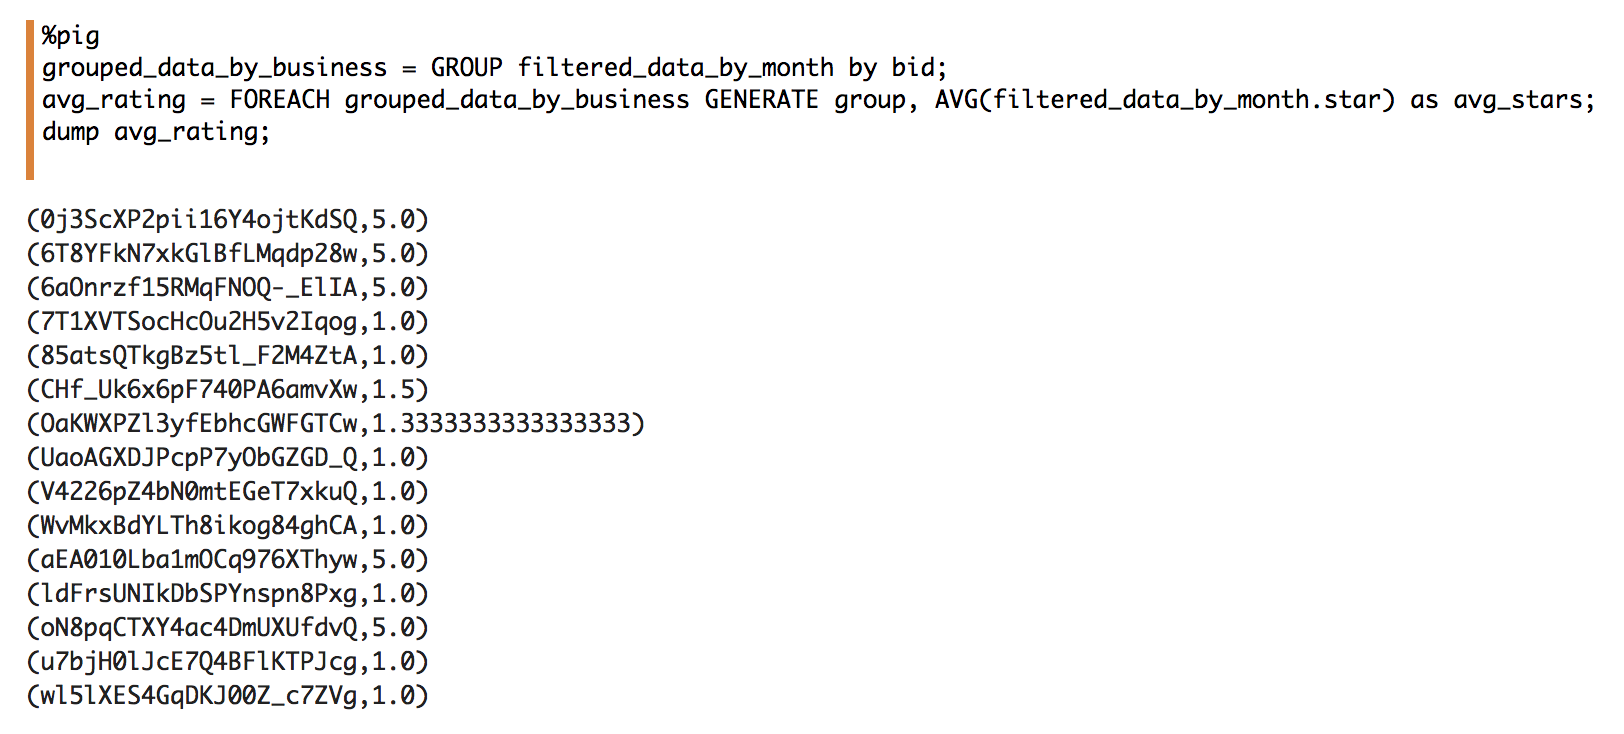 %pig
grouped_data_by_business = GROUP filtered_data_by_month by bid;
avg_rating = FOREACH grouped_data_by_business GENERATE group, AVG(filtered_data_by_month.star) as avg_stars;
dump avg_rating;
(0j3ScXP2pii16Y4ojtKdSQ,5.0)
(6T8YFkN7xkGlBfLMqdp28w,5.0)
(6aOnrzf15RMqFNOQ-_ElIA,5.0)
(7T1XVTSocHcOu2H5v2Iqog,1.0)
(85atsQTkgBz5tl_F2M4ZtA,1.0)
(CHf_Uk6x6pF740PA6amvXw,1.5)
(OaKWXPZl3yfEbhcGWFGTCw,1.3333333333333333)
(UaoAGXDJPcpP7yObGZGD_Q,1.0)
(V4226pZ4bN0mtEGeT7xkuQ,1.0)
(WvMkxBdYLTh8ikog84ghCA,1.0)
(aEA010Lba1mOCq976XThyw,5.0)
(ldFrsUNIkDbSPYnspn8Pxg,1.0)
(oN8pqCTXY4ac4DmUXUfdvQ,5.0)
(u7bjH0lJcE7Q4BFlKTPJcg,1.0)
(wl5lXES4GqDKJ00Z_c7ZVg,1.0)